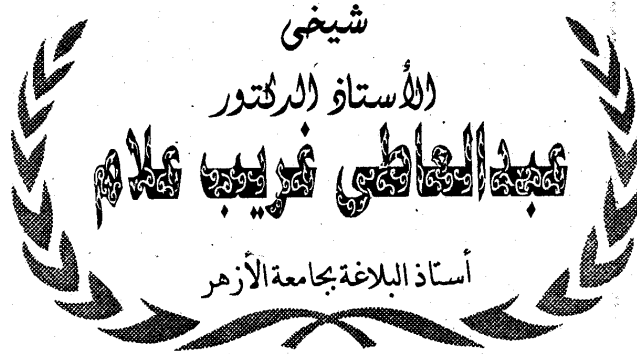 شيخى
الأستاذ الدكتور
عبدالعاطى غريب علام
أستاذ البلاغة بجامعة الأزهر